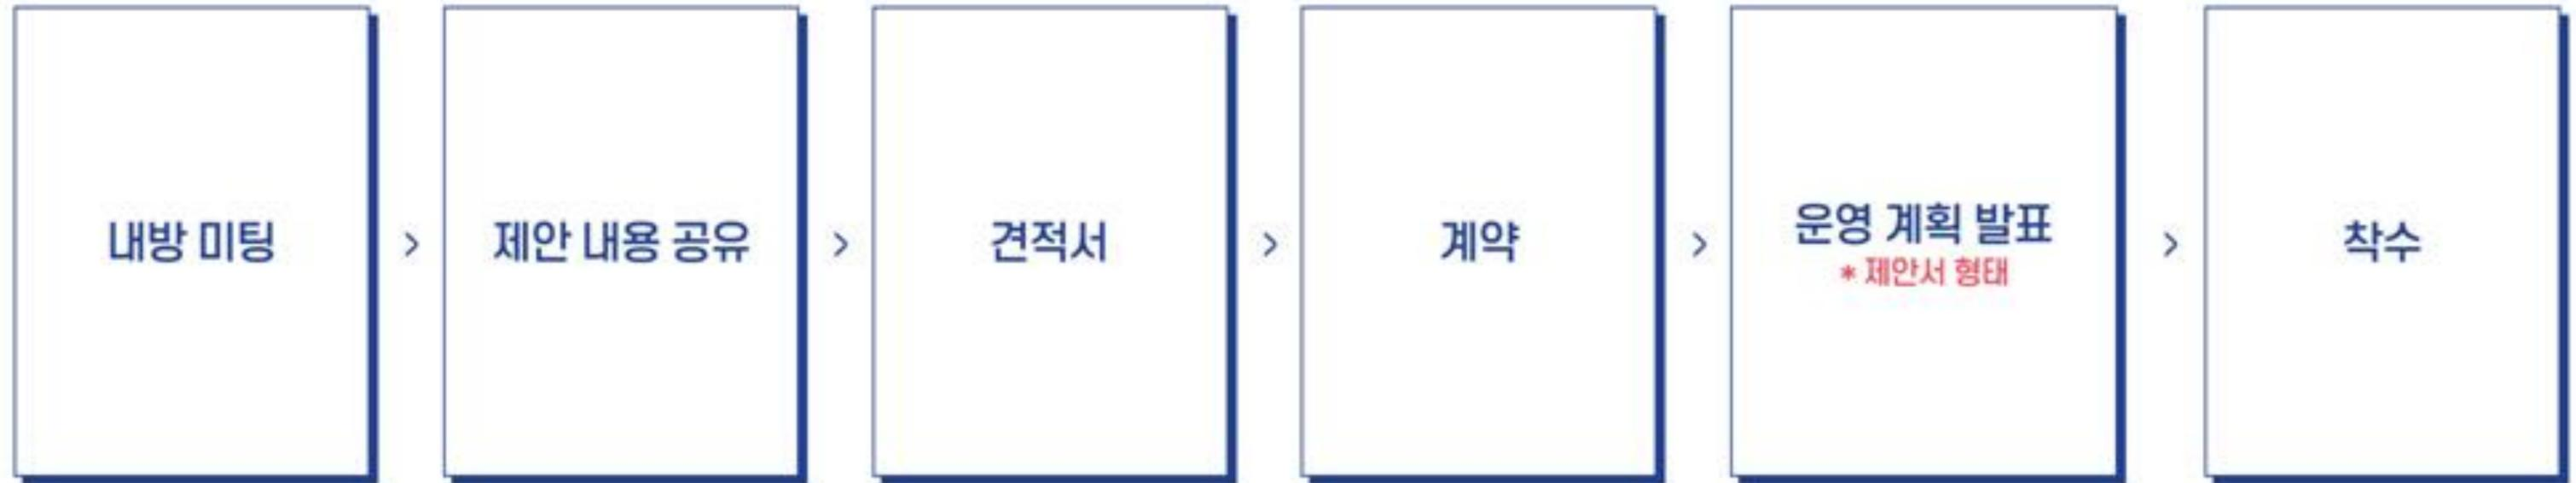 내방 미팅
>
제안 내용 공유
>
견적서
>
계약
>
운영 계획 발표
* 제안서 형태
>
착수